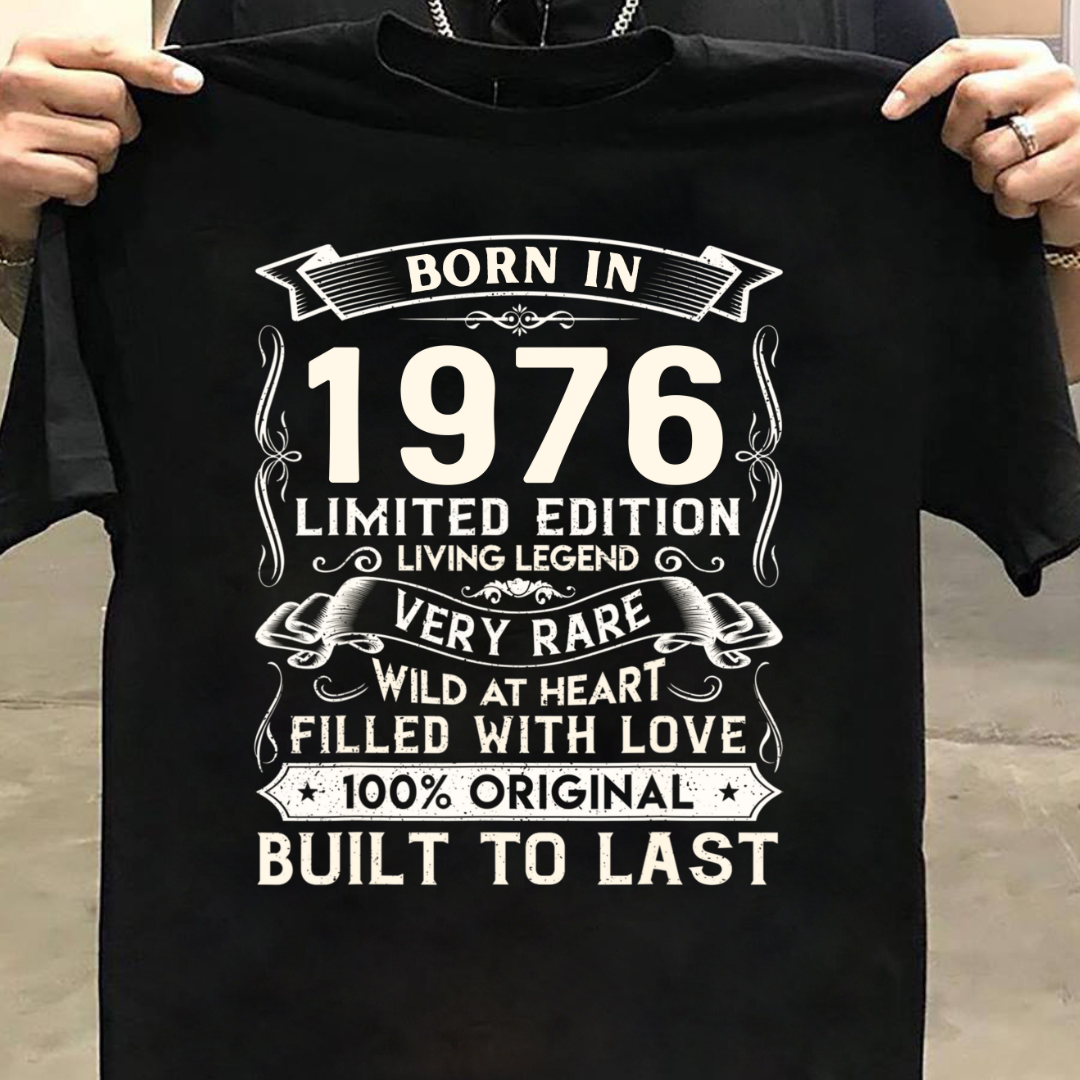 BORN IN
1976
LIMITED EDITION
LIVING LEGEND
VERY RARE
WILD AT HEART
FILLED WITH LOVE
★ 100% ORIGINAL ★
BUILT TO LAST